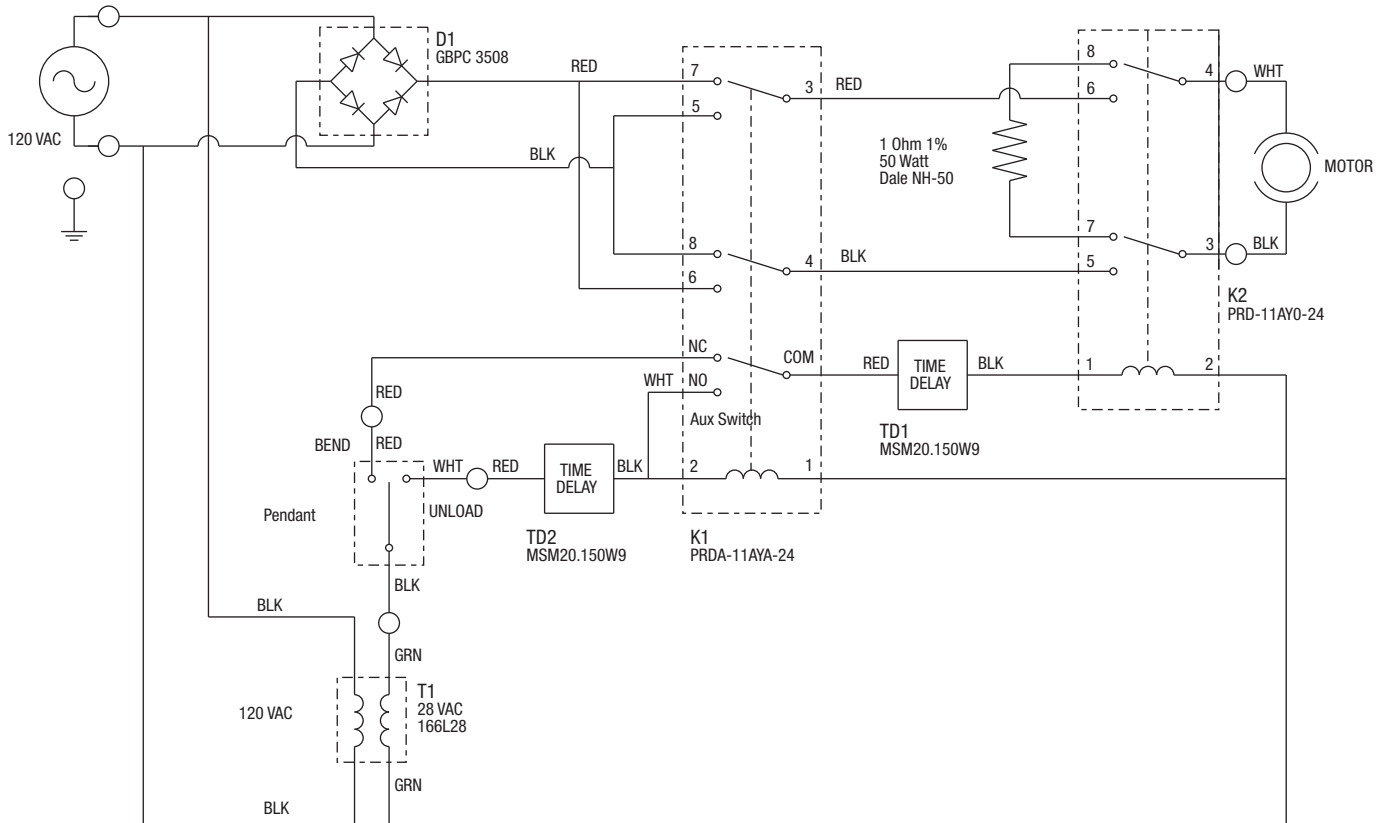 D1
GBPC 3508
RED
7
3
RED
8
4
WHT
5
6
120 VAC
BLK
1 Ohm 1%
50 Watt
Dale NH-50
MOTOR
8
4
BLK
7
3
BLK
6
5
K2
PRD-11AY0-24
NC
COM
RED
TIME
DELAY
BLK
1
2
WHT
NO
RED
Aux Switch
TD1
MSM20.150W9
BEND
RED
WHT
RED
TIME
DELAY
BLK
2
1
Pendant
UNLOAD
TD2
MSM20.150W9
K1
PRDA-11AYA-24
BLK
BLK
GRN
120 VAC
T1
28 VAC
166L28
GRN
BLK